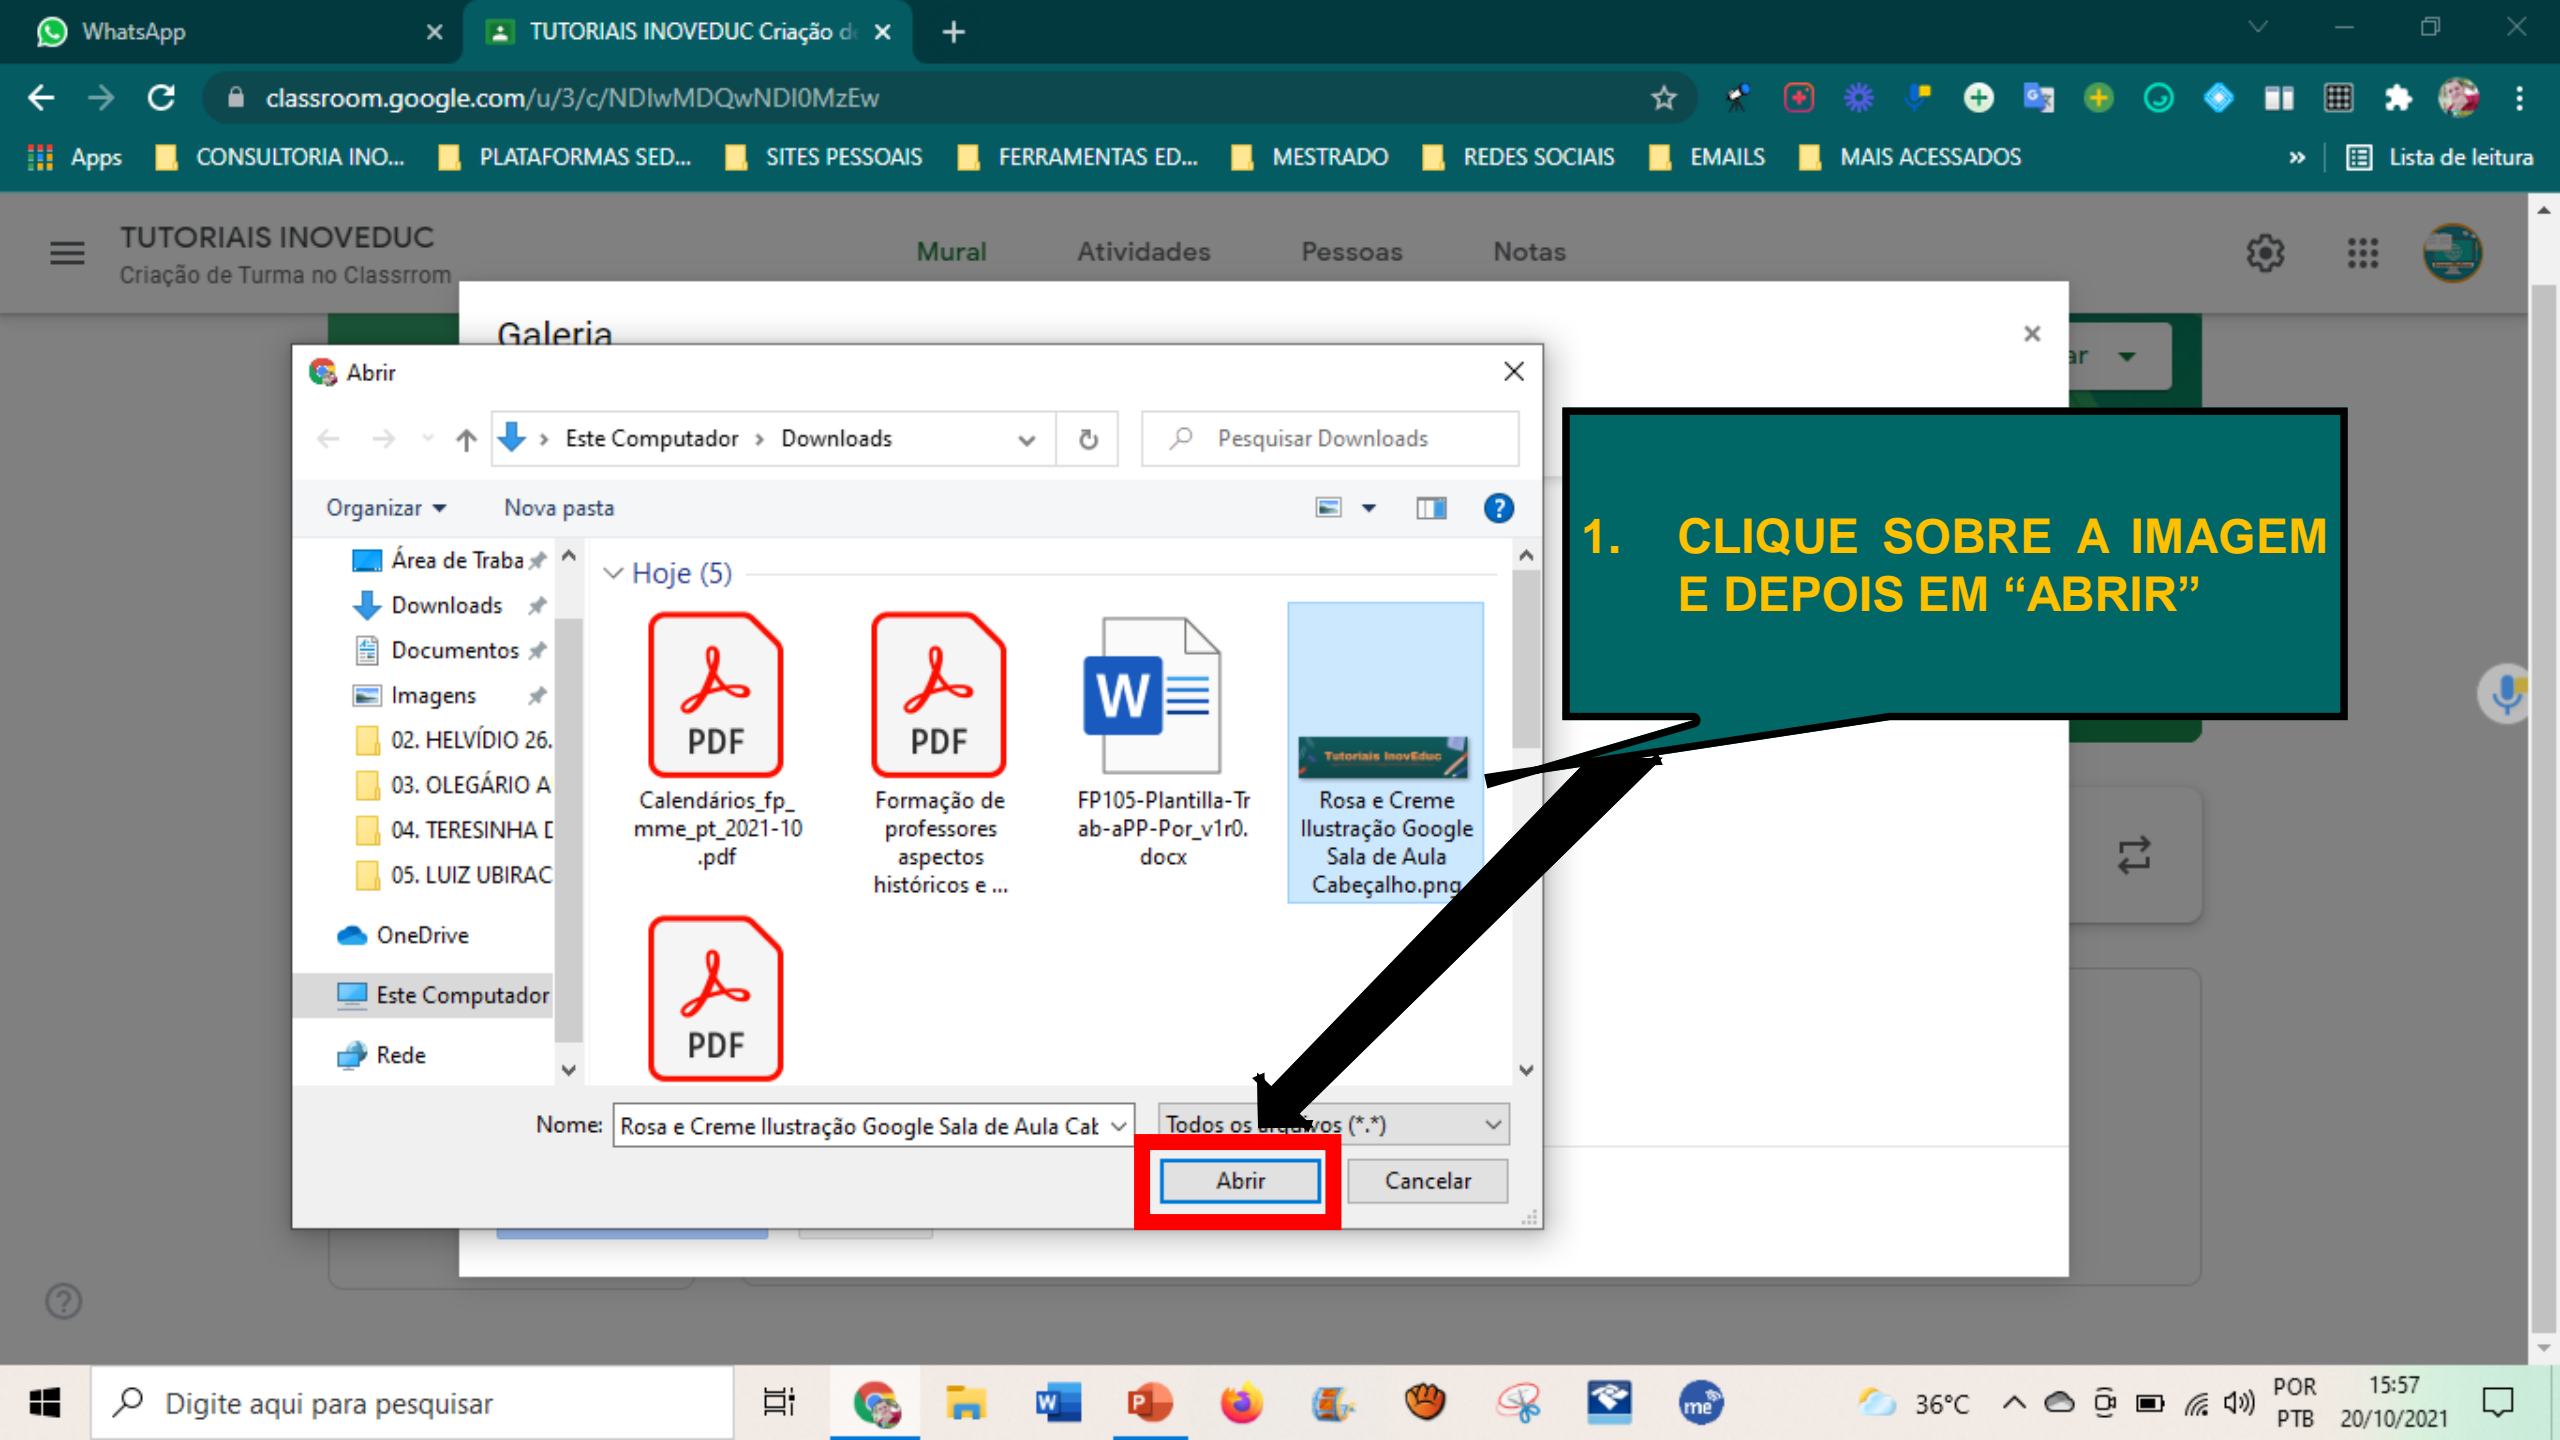 WhatsApp
TUTORIAIS INOVEDUC Criação d
classroom.google.com/u/3/c/NDIwMDQwNDI0MzEw
Apps
CONSULTORIA INO...
PLATAFORMAS SED...
SITES PESSOAIS
FERRAMENTAS ED...
MESTRADO
REDES SOCIAIS
EMAILS
MAIS ACESSADOS
»
Lista de leitura
TUTORIAIS INOVEDUC
Criação de Turma no Classrrom
Mural
Atividades
Pessoas
Notas
Galeria
ar
Abrir
Este Computador > Downloads
Pesquisar Downloads
Organizar
Nova pasta
Área de Traba
Downloads
Documentos
Imagens
02. HELVÍDIO 26.
03. OLEGÁRIO A
04. TERESINHA D
05. LUIZ UBIRAC
OneDrive
Este Computador
Rede
Hoje (5)
PDF
Calendários_fp_
mme_pt_2021-10
.pdf
PDF
Formação de
professores
aspectos
históricos e ...
W
FP105-Plantilla-Tr
ab-aPP-Por_v1r0.
docx
Tutoriais InovEduc
Rosa e Creme
Ilustração Google
Sala de Aula
Cabeçalho.png
PDF
1. CLIQUE SOBRE A IMAGEM
E DEPOIS EM “ABRIR”
Nome:
Rosa e Creme Ilustração Google Sala de Aula Cab
Todos os arquivos (*.*)
Abrir
Cancelar
Digite aqui para pesquisar
36°C
POR
PTB
15:57
20/10/2021